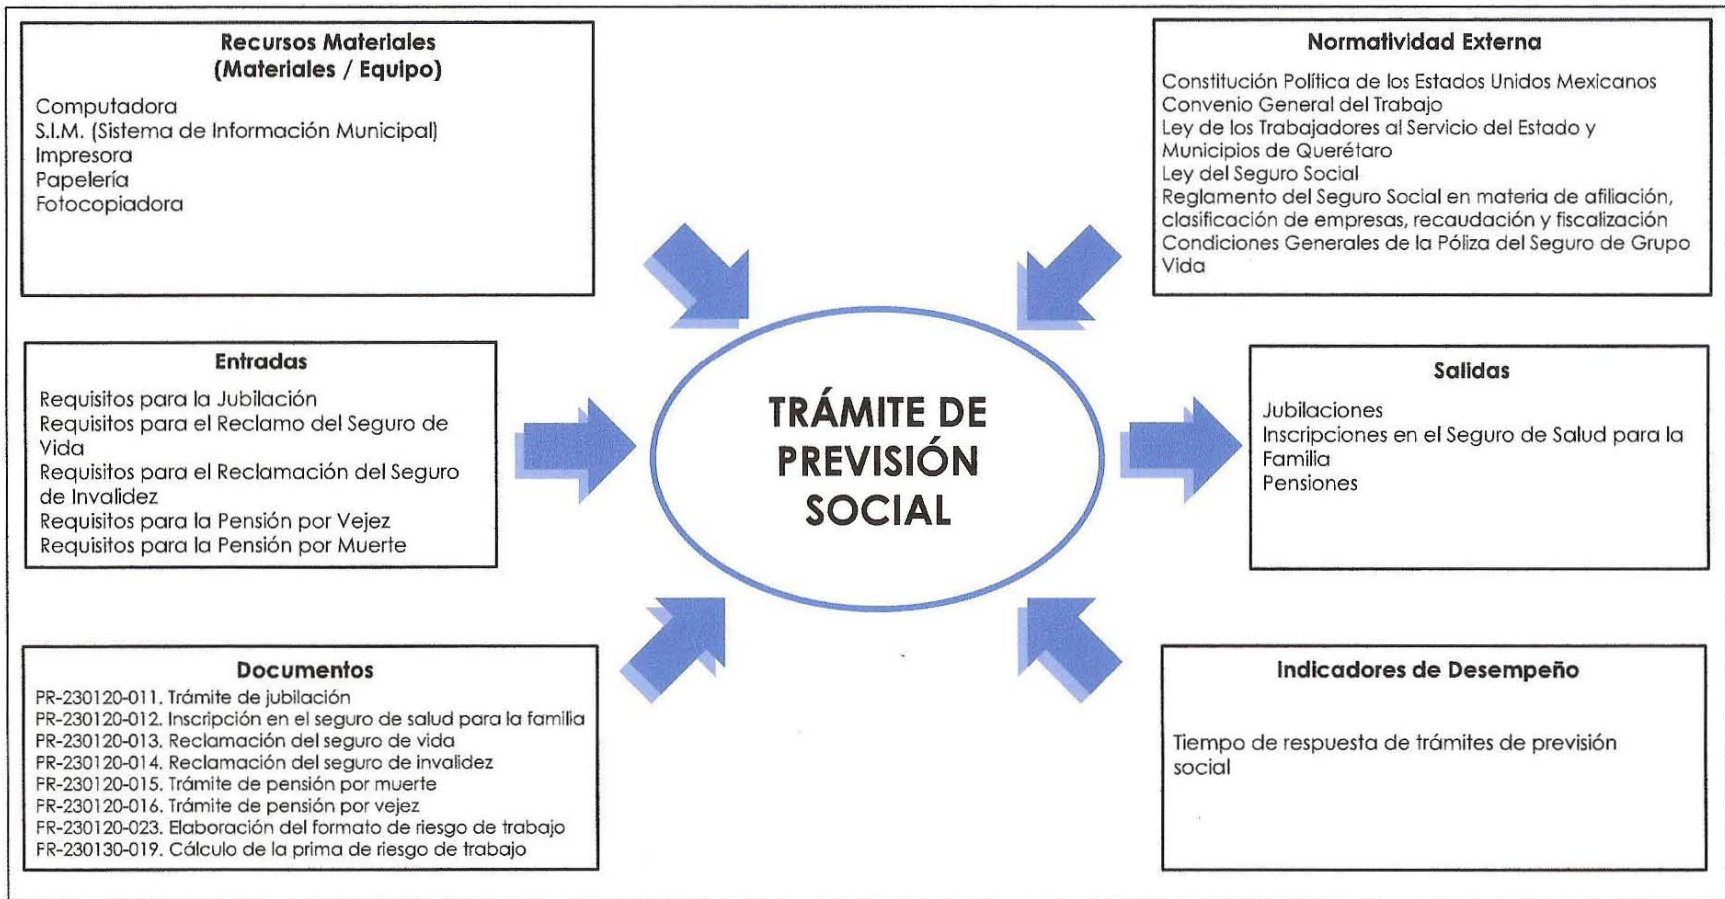 Recursos Materiales
(Materiales / Equipo)
Computadora
S.I.M. (Sistema de Información Municipal)
Impresora
Papelería
Fotocopiadora
Normatividad Externa
Constitución Política de los Estados Unidos Mexicanos
Convenio General del Trabajo
Ley de los Trabajadores al Servicio del Estado y
Municipios de Querétaro
Ley del Seguro Social
Reglamento del Seguro Social en materia de afiliación,
clasificación de empresas, recaudación y fiscalización
Condiciones Generales de la Póliza del Seguro de Grupo
Vida
Entradas
Requisitos para la Jubilación
Requisitos para el Reclamo del Seguro de
Vida
Requisitos para el Reclamación del Seguro
de Invalidez
Requisitos para la Pensión por Vejez
Requisitos para la Pensión por Muerte
TRÁMITE DE
PREVISIÓN
SOCIAL
Salidas
Jubilaciones
Inscripciones en el Seguro de Salud para la
Familia
Pensiones
Documentos
PR-230120-011. Trámite de jubilación
PR-230120-012. Inscripción en el seguro de salud para la familia
PR-230120-013. Reclamación del seguro de vida
PR-230120-014. Reclamación del seguro de invalidez
PR-230120-015. Trámite de pensión por muerte
PR-230120-016. Trámite de pensión por vejez
FR-230120-023. Elaboración del formato de riesgo de trabajo
FR-230130-019. Cálculo de la prima de riesgo de trabajo
Indicadores de Desempeño
Tiempo de respuesta de trámites de previsión
social